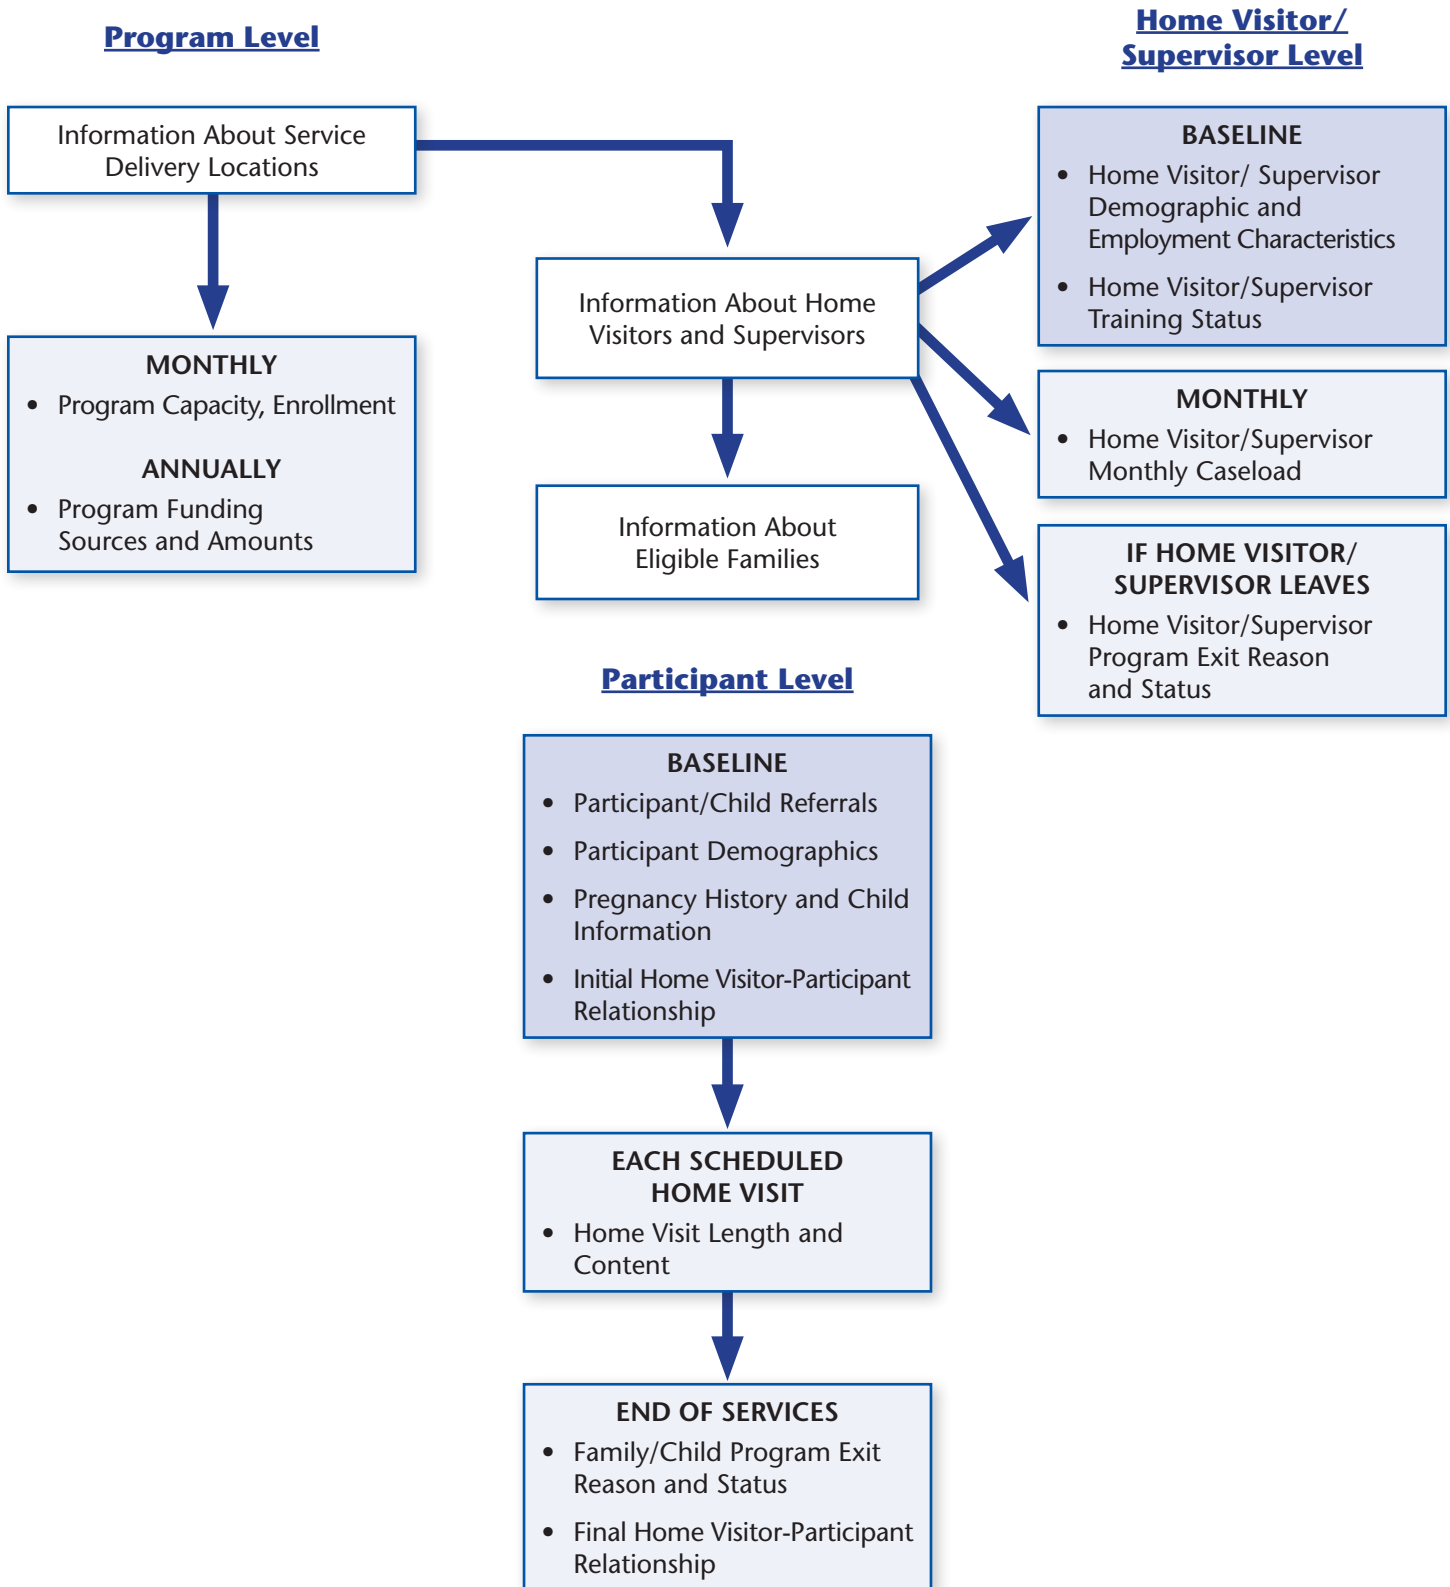 Program Level
Home Visitor/
Supervisor Level
Information About Service
Delivery Locations
MONTHLY
• Program Capacity, Enrollment
ANNUALLY
• Program Funding
Sources and Amounts
Information About Home
Visitors and Supervisors
Information About
Eligible Families
BASELINE
• Home Visitor/ Supervisor
Demographic and
Employment Characteristics
• Home Visitor/Supervisor
Training Status
MONTHLY
• Home Visitor/Supervisor
Monthly Caseload
IF HOME VISITOR/
SUPERVISOR LEAVES
• Home Visitor/Supervisor
Program Exit Reason
and Status
Participant Level
BASELINE
• Participant/Child Referrals
• Participant Demographics
• Pregnancy History and Child
Information
• Initial Home Visitor-Participant
Relationship
EACH SCHEDULED
HOME VISIT
• Home Visit Length and
Content
END OF SERVICES
• Family/Child Program Exit
Reason and Status
• Final Home Visitor-Participant
Relationship